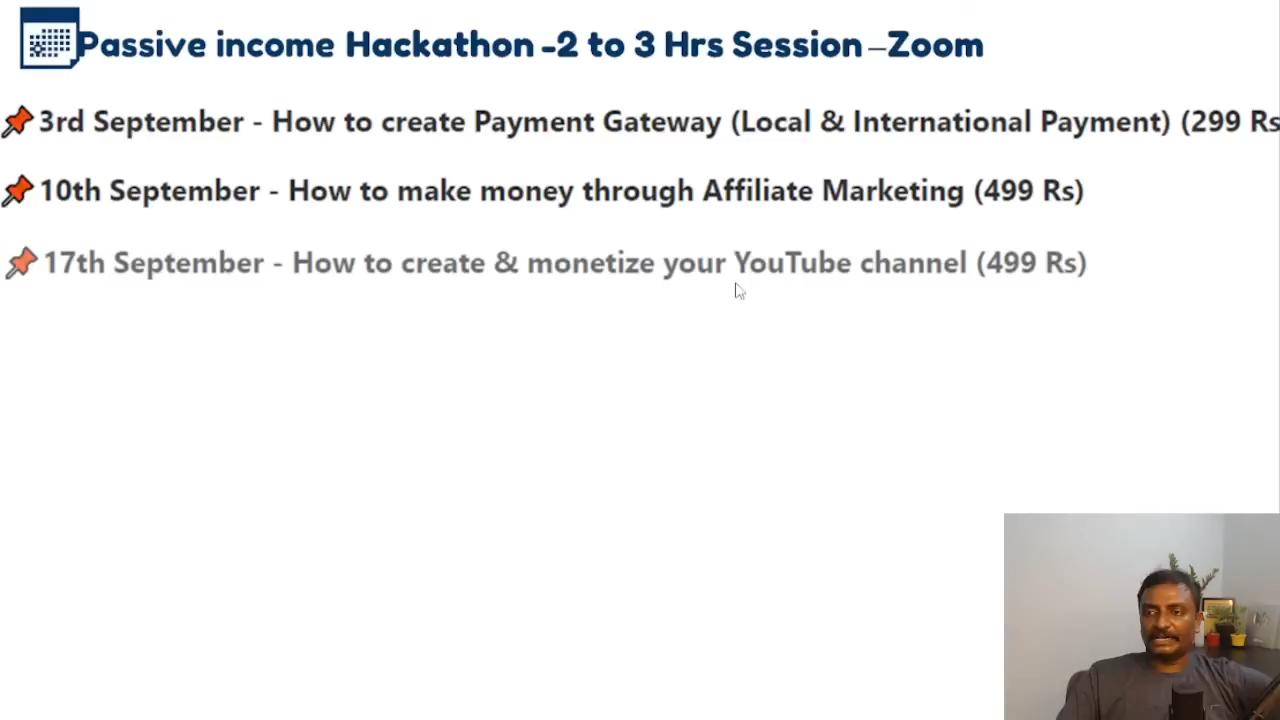 Passive income Hackathon -2 to 3 Hrs Session –Zoom
3rd September - How to create Payment Gateway (Local & International Payment) (299 Rs
10th September - How to make money through Affiliate Marketing (499 Rs)
17th September - How to create & monetize your YouTube channel (499 Rs)